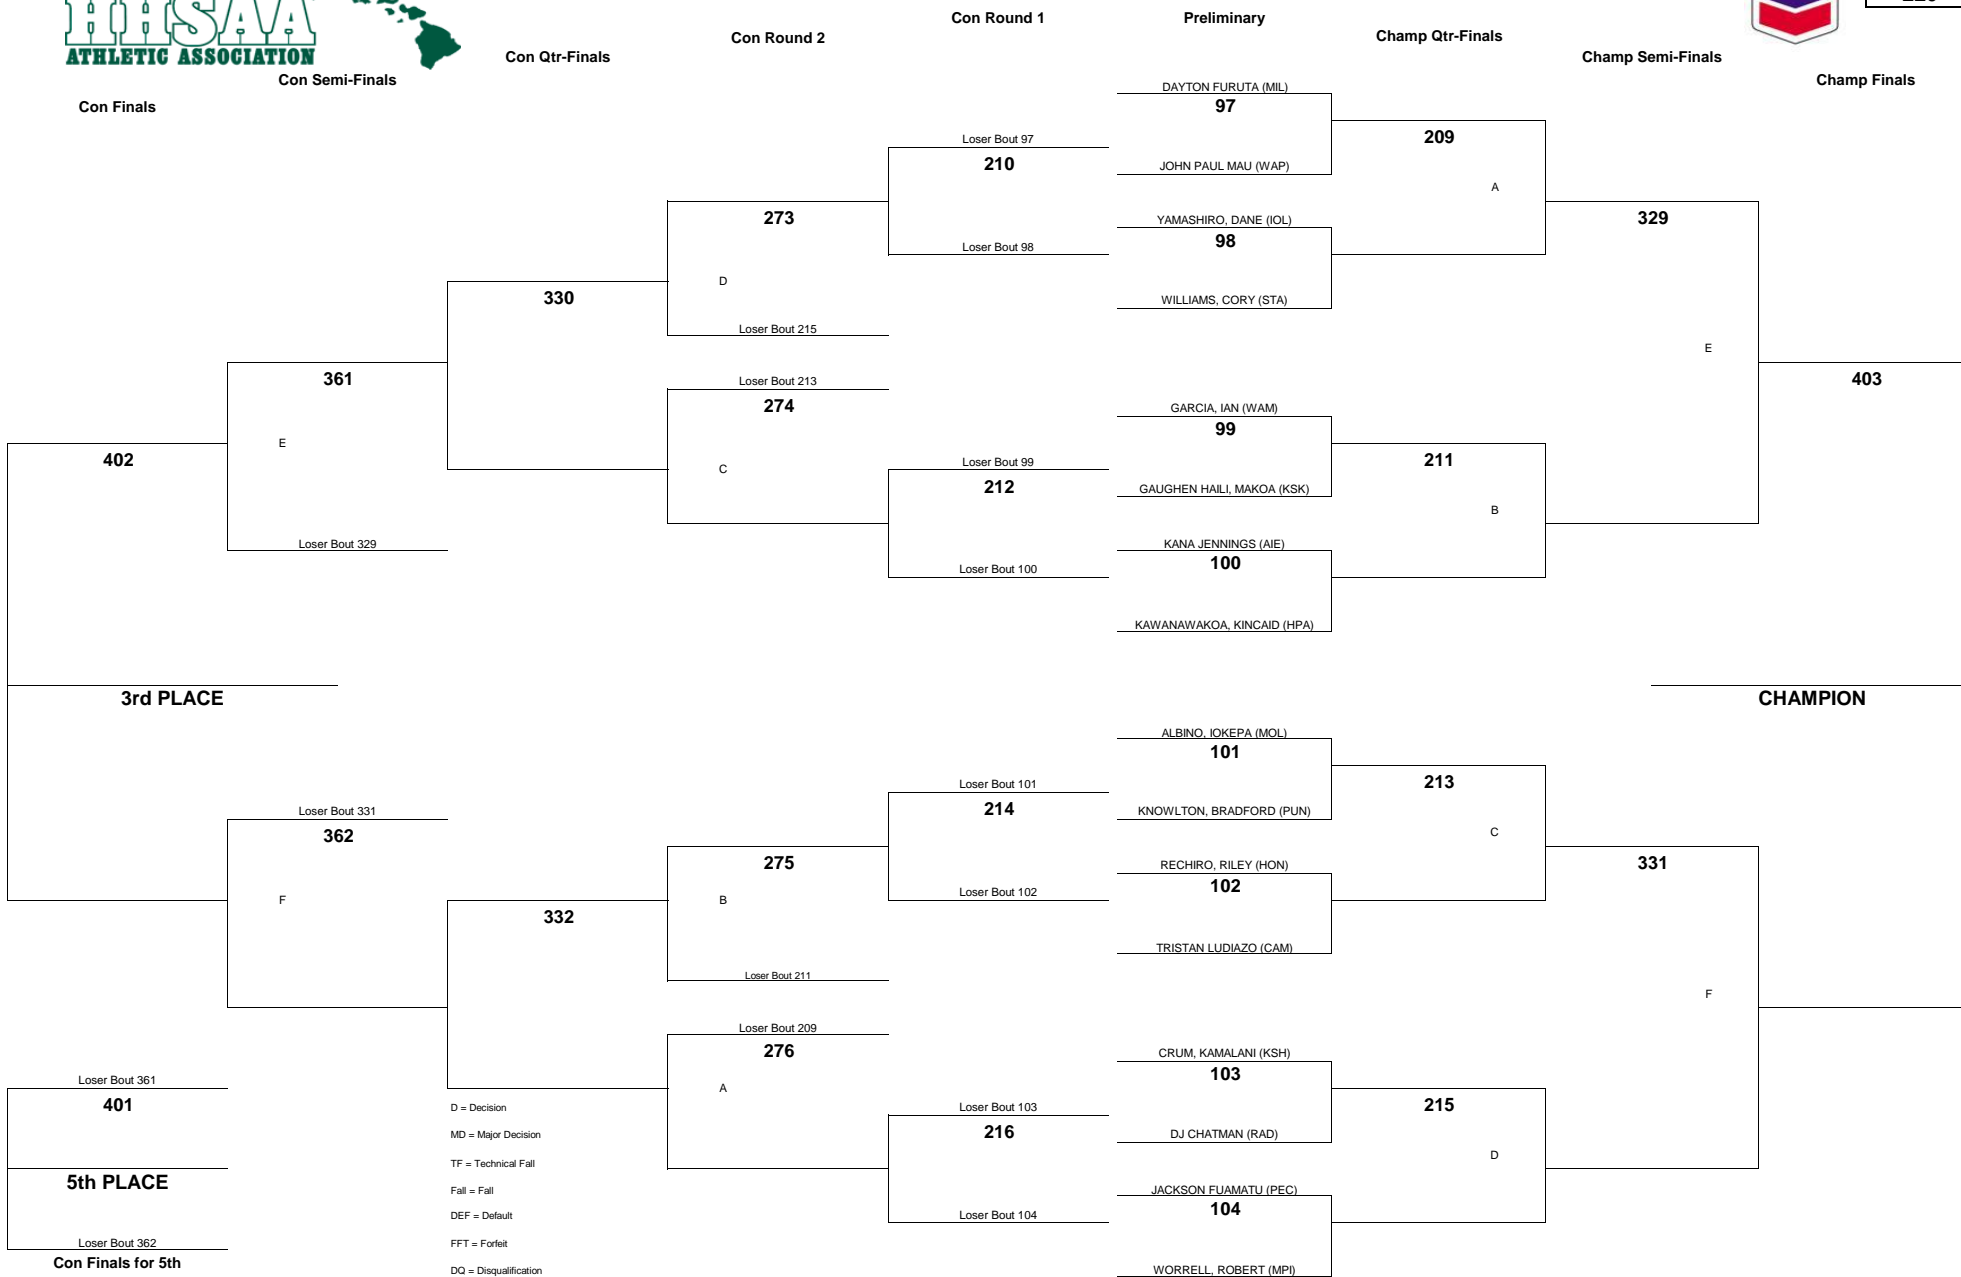 HHSAA
ATHLETIC ASSOCIATION
Con Finals
Con Semi-Finals
Con Qtr-Finals
Con Round 2
Con Round 1
Preliminary
Champ Qtr-Finals
Champ Semi-Finals
Champ Finals
DAYTON FURUTA (MIL)
97
JOHN PAUL MAU (WAP)
YAMASHIRO, DANE (IOL)
98
WILLIAMS, CORY (STA)
GARCIA, IAN (WAM)
99
GAUGHEN HAILI, MAKOA (KSK)
KANA JENNINGS (AIE)
100
KAWANAWAKOA, KINCAID (HPA)
ALBINO, IOKEPA (MOL)
101
KNOWLTON, BRADFORD (PUN)
RECHIRO, RILEY (HON)
102
TRISTAN LUDIAZO (CAM)
CRUM, KAMALANI (KSH)
103
DJ CHATMAN (RAD)
JACKSON FUAMATU (PEC)
104
WORRELL, ROBERT (MPI)
209
A
211
B
213
C
215
D
329
E
331
F
403
CHAMPION
Loser Bout 97
210
Loser Bout 98
Loser Bout 99
212
Loser Bout 100
Loser Bout 101
214
Loser Bout 102
Loser Bout 103
216
Loser Bout 104
273
D
Loser Bout 215
Loser Bout 213
274
C
275
B
Loser Bout 211
Loser Bout 209
276
A
330
332
361
E
Loser Bout 329
Loser Bout 331
362
F
402
3rd PLACE
Loser Bout 361
401
5th PLACE
Loser Bout 362
Con Finals for 5th
D = Decision
MD = Major Decision
TF = Technical Fall
Fall = Fall
DEF = Default
FFT = Forfeit
DQ = Disqualification